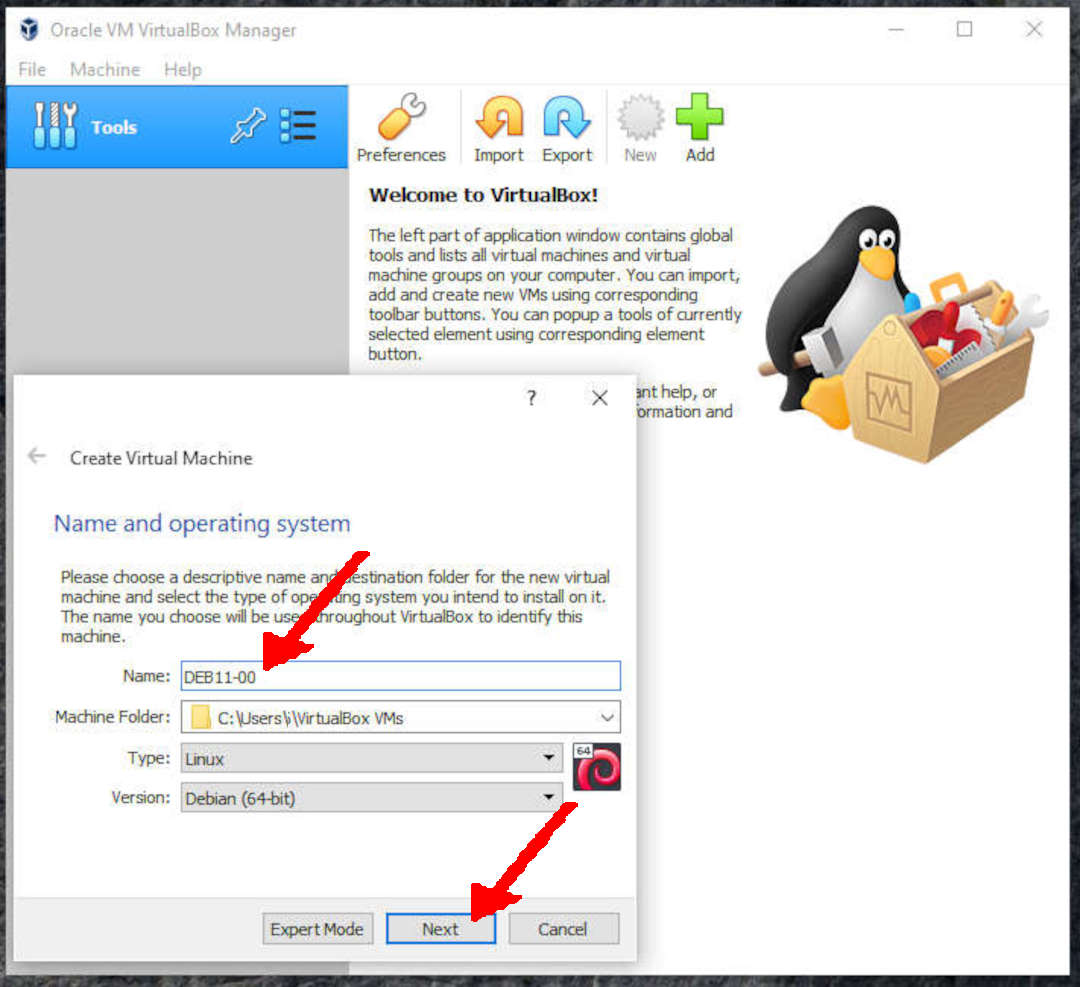 Oracle VM VirtualBox Manager
File Machine Help
Tools
Preferences Import Export New Add
Welcome to VirtualBox!
The left part of application window contains global
tools and lists all virtual machines and virtual
machine groups on your computer. You can import,
add and create new VMs using corresponding
toolbar buttons. You can popup a tools of currently
selected element using corresponding element
button.
help, or
and
?
Create Virtual Machine
Name and operating system
Please choose a descriptive name and destination folder for the new virtual
machine and select the type of operating system you intend to install on it.
The name you choose will be used throughout VirtualBox to identify this
machine.
Name: DEB11-00
Machine Folder: C:\Users\i\VirtualBox VMs
Type: Linux
64
Version: Debian (64-bit)
Expert Mode Next Cancel